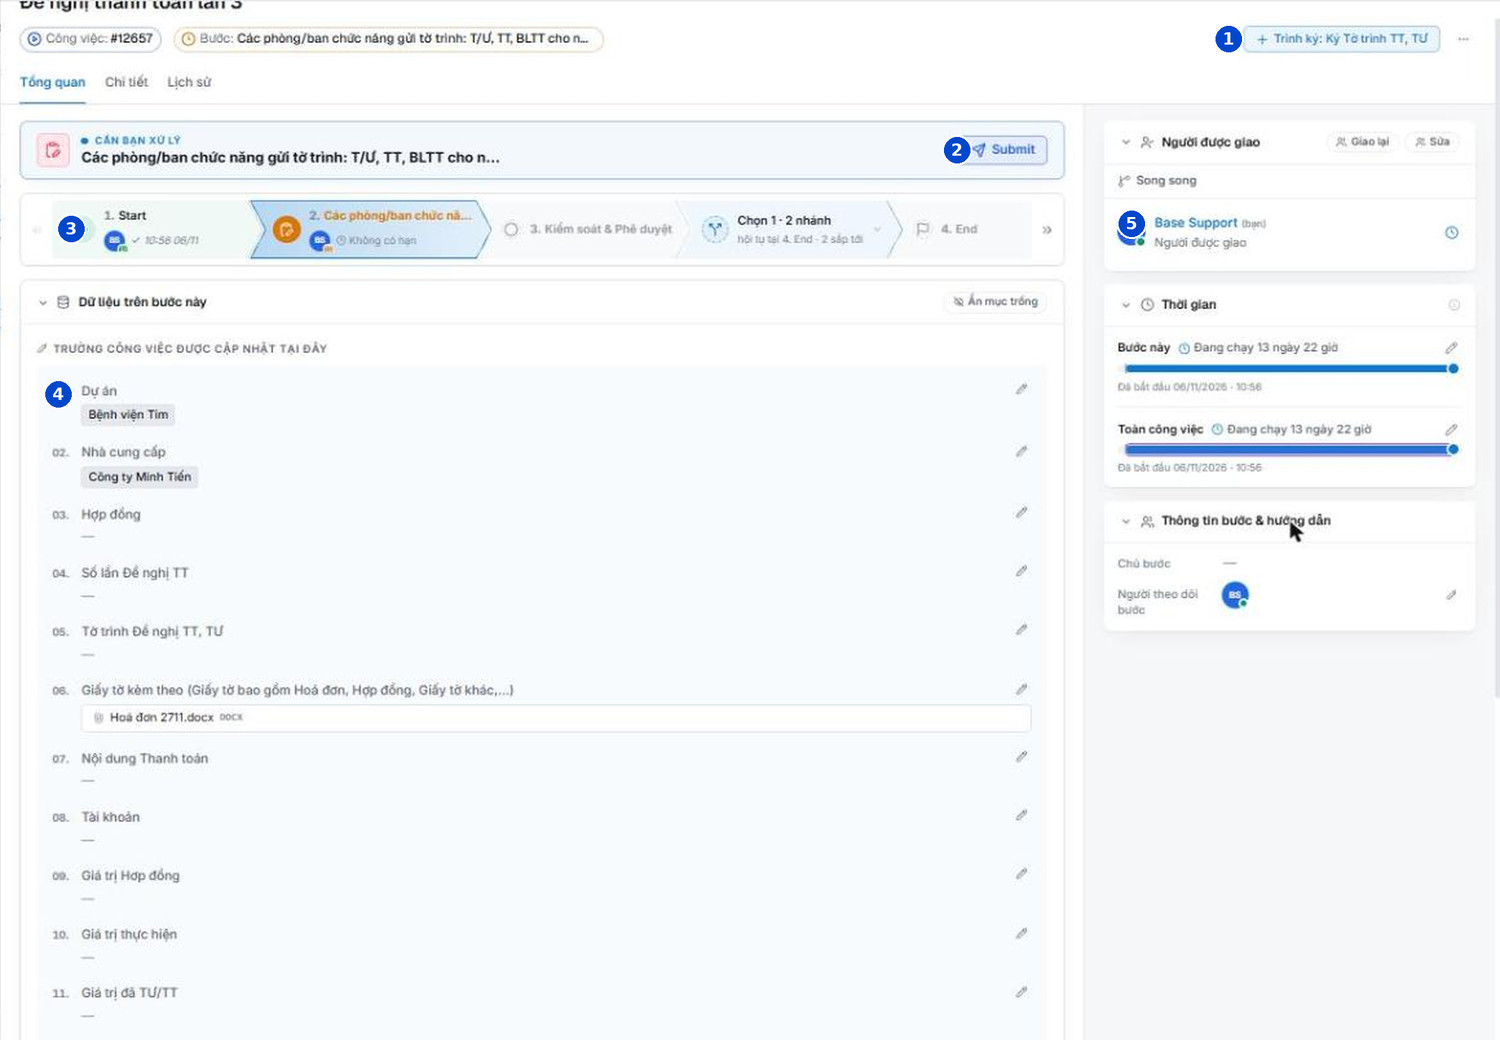 Đề nghị thanh toán lần 3
Công việc: #12657
Bước: Các phòng/ban chức năng gửi tờ trình: T/Ư, TT, BLTT cho n...
1
+ Trình ký: Ký Tờ trình TT, TƯ
Tổng quan
Chi tiết
Lịch sử
CẦN BẠN XỬ LÝ
Các phòng/ban chức năng gửi tờ trình: T/Ư, TT, BLTT cho n...
2
Submit
3
1. Start
BS
10:56 06/11
2. Các phòng/ban chức nă...
BS
Không có hạn
3. Kiểm soát & Phê duyệt
Chọn 1 · 2 nhánh
hội tụ tại 4. End · 2 sắp tới
4. End
Dữ liệu trên bước này
Ẩn mục trống
TRƯỜNG CÔNG VIỆC ĐƯỢC CẬP NHẬT TẠI ĐÂY
4
Dự án
Bệnh viện Tim
02. Nhà cung cấp
Công ty Minh Tiến
03. Hợp đồng
—
04. Số lần Đề nghị TT
—
05. Tờ trình Đề nghị TT, TƯ
—
06. Giấy tờ kèm theo (Giấy tờ bao gồm Hoá đơn, Hợp đồng, Giấy tờ khác,...)
Hoá đơn 2711.docx DOCX
07. Nội dung Thanh toán
—
08. Tài khoản
—
09. Giá trị Hợp đồng
—
10. Giá trị thực hiện
—
11. Giá trị đã TƯ/TT
—
Người được giao
Giao lại
Sửa
Song song
5
Base Support (bạn)
Người được giao
Thời gian
Bước này
Đang chạy 13 ngày 22 giờ
Đã bắt đầu 06/11/2026 · 10:56
Toàn công việc
Đang chạy 13 ngày 22 giờ
Đã bắt đầu 06/11/2026 · 10:56
Thông tin bước & hướng dẫn
Chủ bước
—
Người theo dõi bước
BS